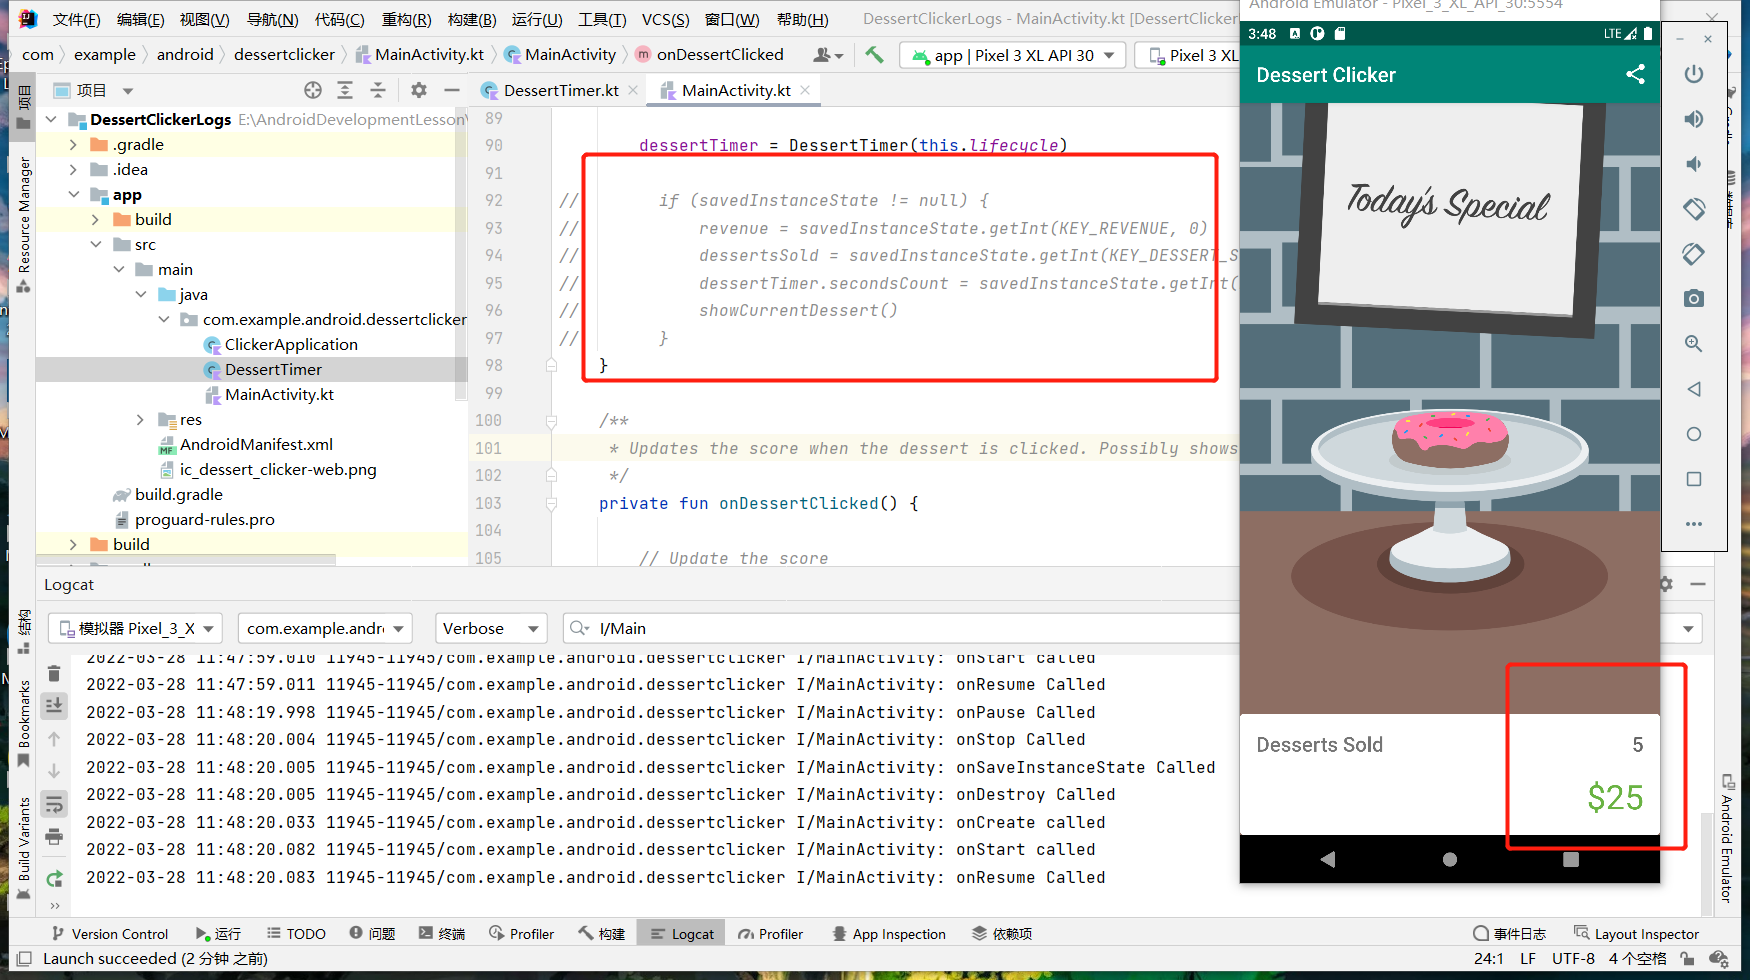 文件(F) 编辑(E) 视图(V) 导航(N) 代码(C) 重构(R) 构建(B) 运行(U) 工具(T) VCS(S) 窗口(W) 帮助(H) DessertClickerLogs - MainActivity.kt [DessertClicker
Android Emulator - Pixel_3_XL_API_30:5554
com example android dessertclicker MainActivity.kt MainActivity onDessertClicked app | Pixel 3 XL API 30 Pixel 3 XL
项目
DessertTimer.kt MainActivity.kt
DessertClickerLogs E:\AndroidDevelopmentLesson\
.gradle
.idea
app
build
src
main
java
com.example.android.dessertclicker
ClickerApplication
DessertTimer
MainActivity.kt
res
AndroidManifest.xml
ic_dessert_clicker-web.png
build.gradle
proguard-rules.pro
build
项目
Resource Manager
结构
Bookmarks
Build Variants
89
90 dessertTimer = DessertTimer(this.lifecycle)
91
92 // if (savedInstanceState != null) {
93 // revenue = savedInstanceState.getInt(KEY_REVENUE, 0)
94 // dessertsSold = savedInstanceState.getInt(KEY_DESSERT_S
95 // dessertTimer.secondsCount = savedInstanceState.getInt(
96 // showCurrentDessert()
97 // }
98 }
99
100 /**
101 * Updates the score when the dessert is clicked. Possibly shows
102 */
103 private fun onDessertClicked() {
104
105 // Update the score
3:48 LTE
Dessert Clicker
Today's Special
Desserts Sold 5
$25
Android Emulator
Logcat
模拟器 Pixel_3_X com.example.andr Verbose I/Main
2022-03-28 11:47:59.010 11945-11945/com.example.android.dessertclicker I/MainActivity: onStart called
2022-03-28 11:47:59.011 11945-11945/com.example.android.dessertclicker I/MainActivity: onResume Called
2022-03-28 11:48:19.998 11945-11945/com.example.android.dessertclicker I/MainActivity: onPause Called
2022-03-28 11:48:20.004 11945-11945/com.example.android.dessertclicker I/MainActivity: onStop Called
2022-03-28 11:48:20.005 11945-11945/com.example.android.dessertclicker I/MainActivity: onSaveInstanceState Called
2022-03-28 11:48:20.005 11945-11945/com.example.android.dessertclicker I/MainActivity: onDestroy Called
2022-03-28 11:48:20.033 11945-11945/com.example.android.dessertclicker I/MainActivity: onCreate called
2022-03-28 11:48:20.082 11945-11945/com.example.android.dessertclicker I/MainActivity: onStart called
2022-03-28 11:48:20.083 11945-11945/com.example.android.dessertclicker I/MainActivity: onResume Called
Version Control 运行 TODO 问题 终端 Profiler 构建 Logcat Profiler App Inspection 依赖项 事件日志 Layout Inspector
Launch succeeded (2 分钟 之前) 24:1 LF UTF-8 4 个空格